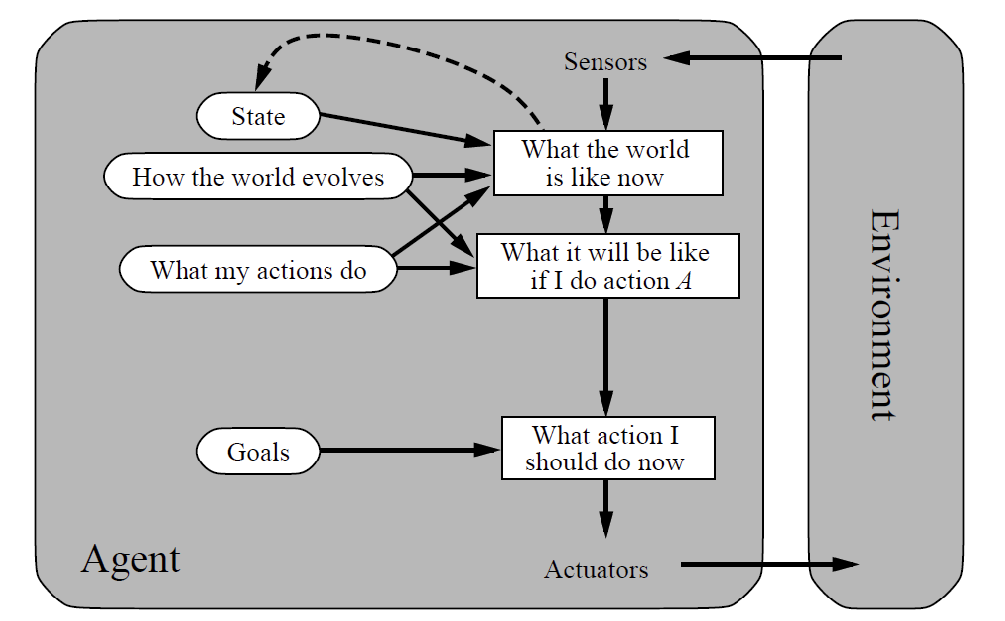 Sensors
State
What the world
is like now
How the world evolves
What it will be like
if I do action A
What my actions do
Environment
What action I
should do now
Goals
Agent
Actuators